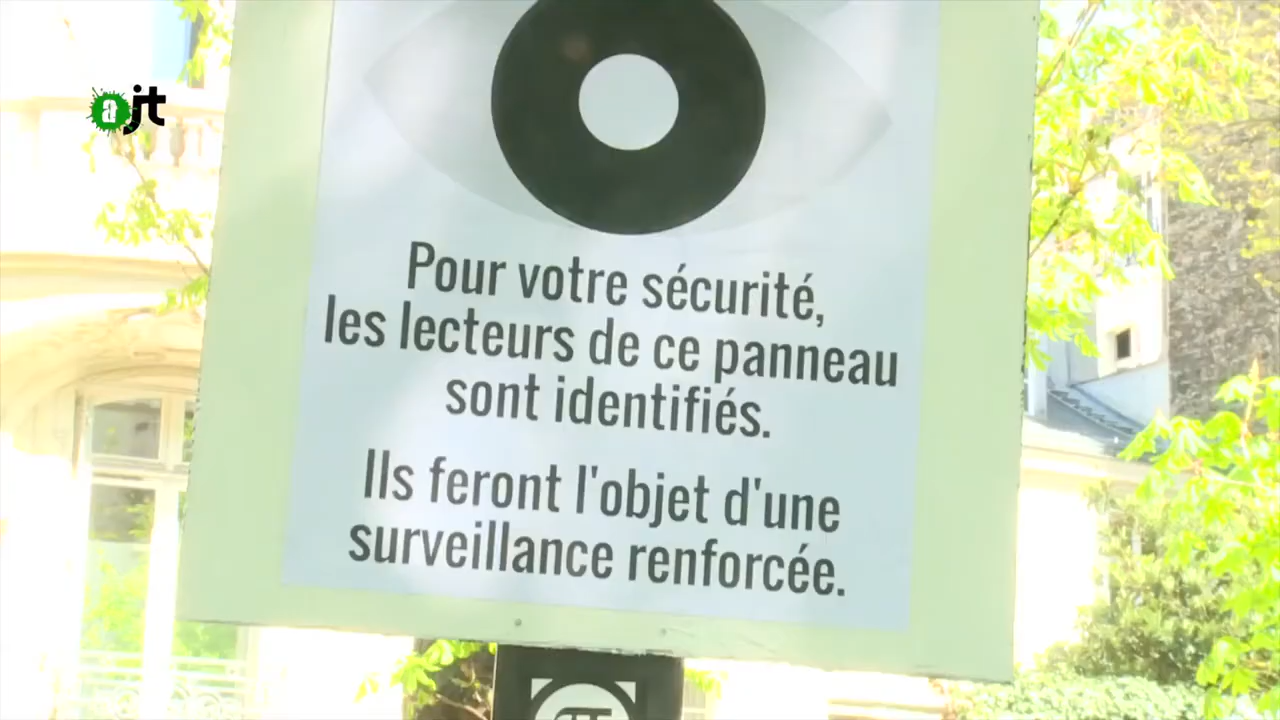 ajt
Pour votre sécurité,
les lecteurs de ce panneau
sont identifiés.
Ils feront l'objet d'une
surveillance renforcée.